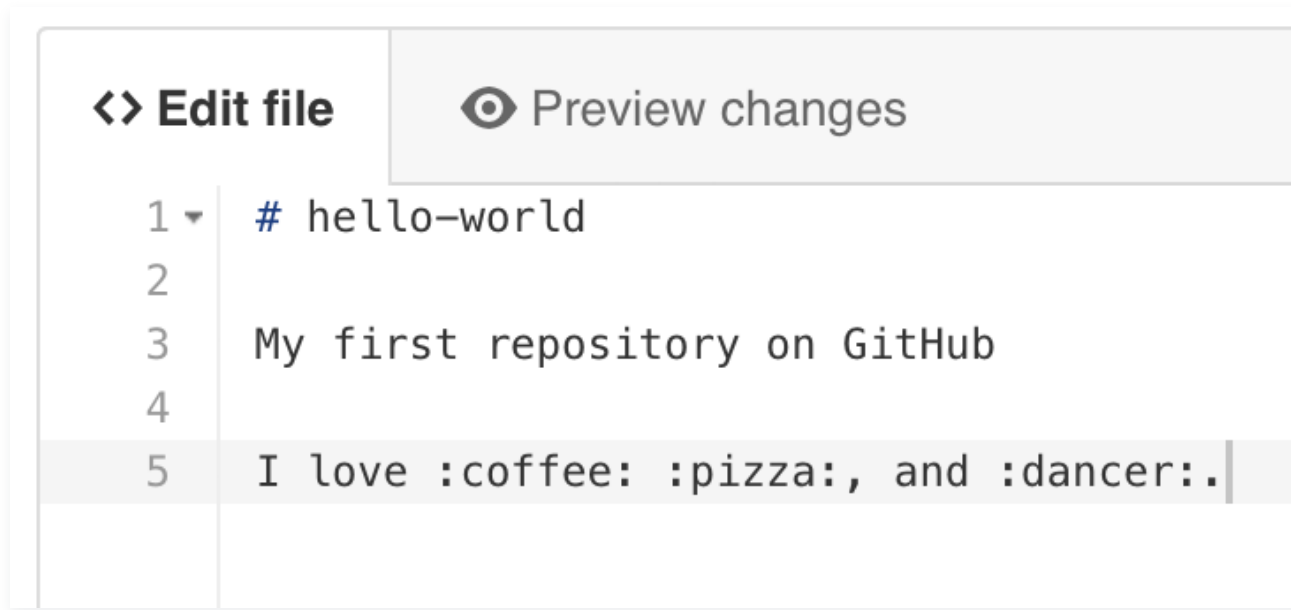 <> Edit file Preview changes
1 # hello-world
2
3 My first repository on GitHub
4
5 I love :coffee: :pizza:, and :dancer:.